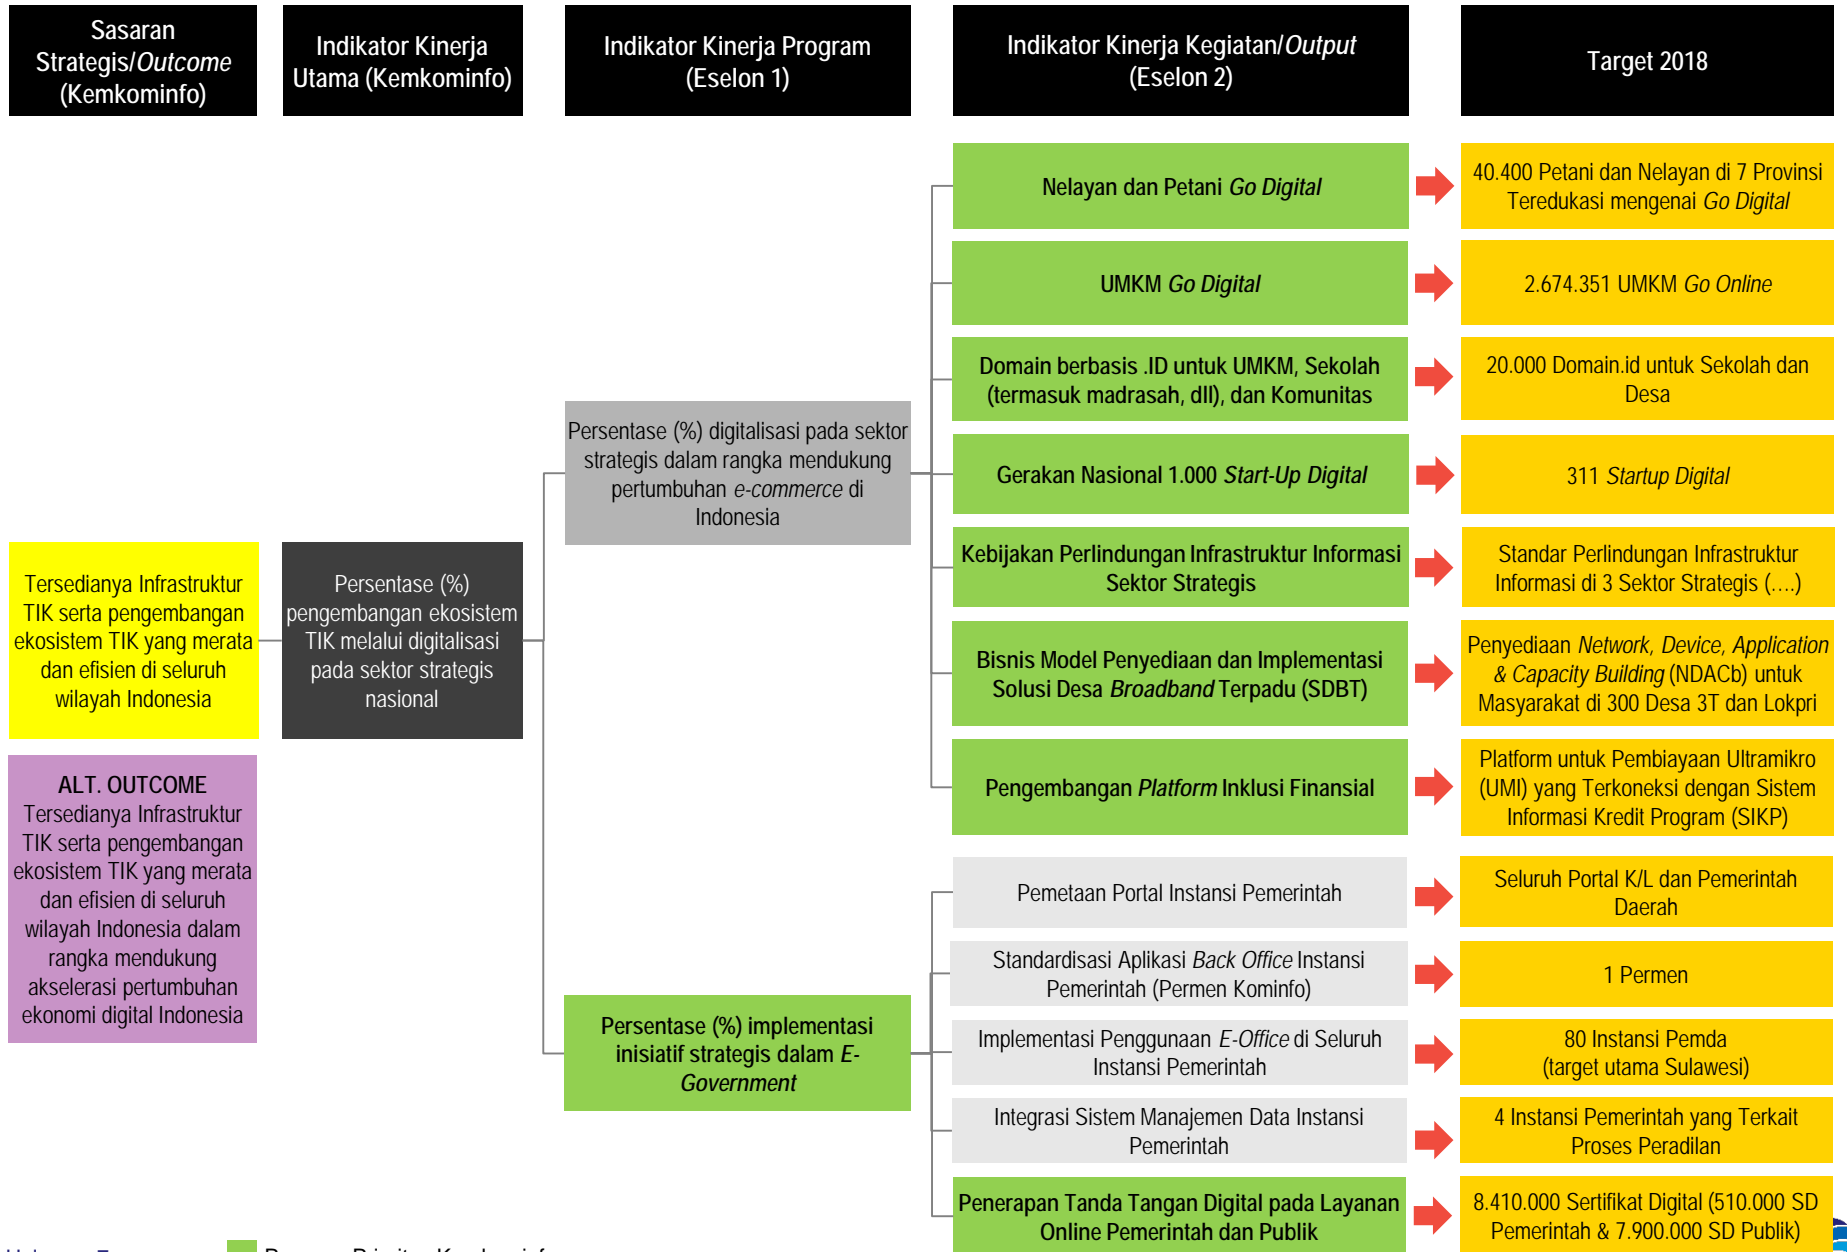 Sasaran
Strategis/Outcome
(Kemkominfo)
Indikator Kinerja
Utama (Kemkominfo)
Indikator Kinerja Program
(Eselon 1)
Indikator Kinerja Kegiatan/Output
(Eselon 2)
Target 2018
Tersedianya Infrastruktur
TIK serta pengembangan
ekosistem TIK yang merata
dan efisien di seluruh
wilayah Indonesia
ALT. OUTCOME
Tersedianya Infrastruktur
TIK serta pengembangan
ekosistem TIK yang merata
dan efisien di seluruh
wilayah Indonesia dalam
rangka mendukung
akselerasi pertumbuhan
ekonomi digital Indonesia
Persentase (%)
pengembangan ekosistem
TIK melalui digitalisasi
pada sektor strategis
nasional
Persentase (%) digitalisasi pada sektor
strategis dalam rangka mendukung
pertumbuhan e-commerce di
Indonesia
Nelayan dan Petani Go Digital
40.400 Petani dan Nelayan di 7 Provinsi
Teredukasi mengenai Go Digital
UMKM Go Digital
2.674.351 UMKM Go Online
Domain berbasis .ID untuk UMKM, Sekolah
(termasuk madrasah, dll), dan Komunitas
20.000 Domain.id untuk Sekolah dan
Desa
Gerakan Nasional 1.000 Start-Up Digital
311 Startup Digital
Kebijakan Perlindungan Infrastruktur Informasi
Sektor Strategis
Standar Perlindungan Infrastruktur
Informasi di 3 Sektor Strategis (….)
Bisnis Model Penyediaan dan Implementasi
Solusi Desa Broadband Terpadu (SDBT)
Penyediaan Network, Device, Application
& Capacity Building (NDACb) untuk
Masyarakat di 300 Desa 3T dan Lokpri
Pengembangan Platform Inklusi Finansial
Platform untuk Pembiayaan Ultramikro
(UMI) yang Terkoneksi dengan Sistem
Informasi Kredit Program (SIKP)
Persentase (%) implementasi
inisiatif strategis dalam E-
Government
Pemetaan Portal Instansi Pemerintah
Seluruh Portal K/L dan Pemerintah
Daerah
Standardisasi Aplikasi Back Office Instansi
Pemerintah (Permen Kominfo)
1 Permen
Implementasi Penggunaan E-Office di Seluruh
Instansi Pemerintah
80 Instansi Pemda
(target utama Sulawesi)
Integrasi Sistem Manajemen Data Instansi
Pemerintah
4 Instansi Pemerintah yang Terkait
Proses Peradilan
Penerapan Tanda Tangan Digital pada Layanan
Online Pemerintah dan Publik
8.410.000 Sertifikat Digital (510.000 SD
Pemerintah & 7.900.000 SD Publik)